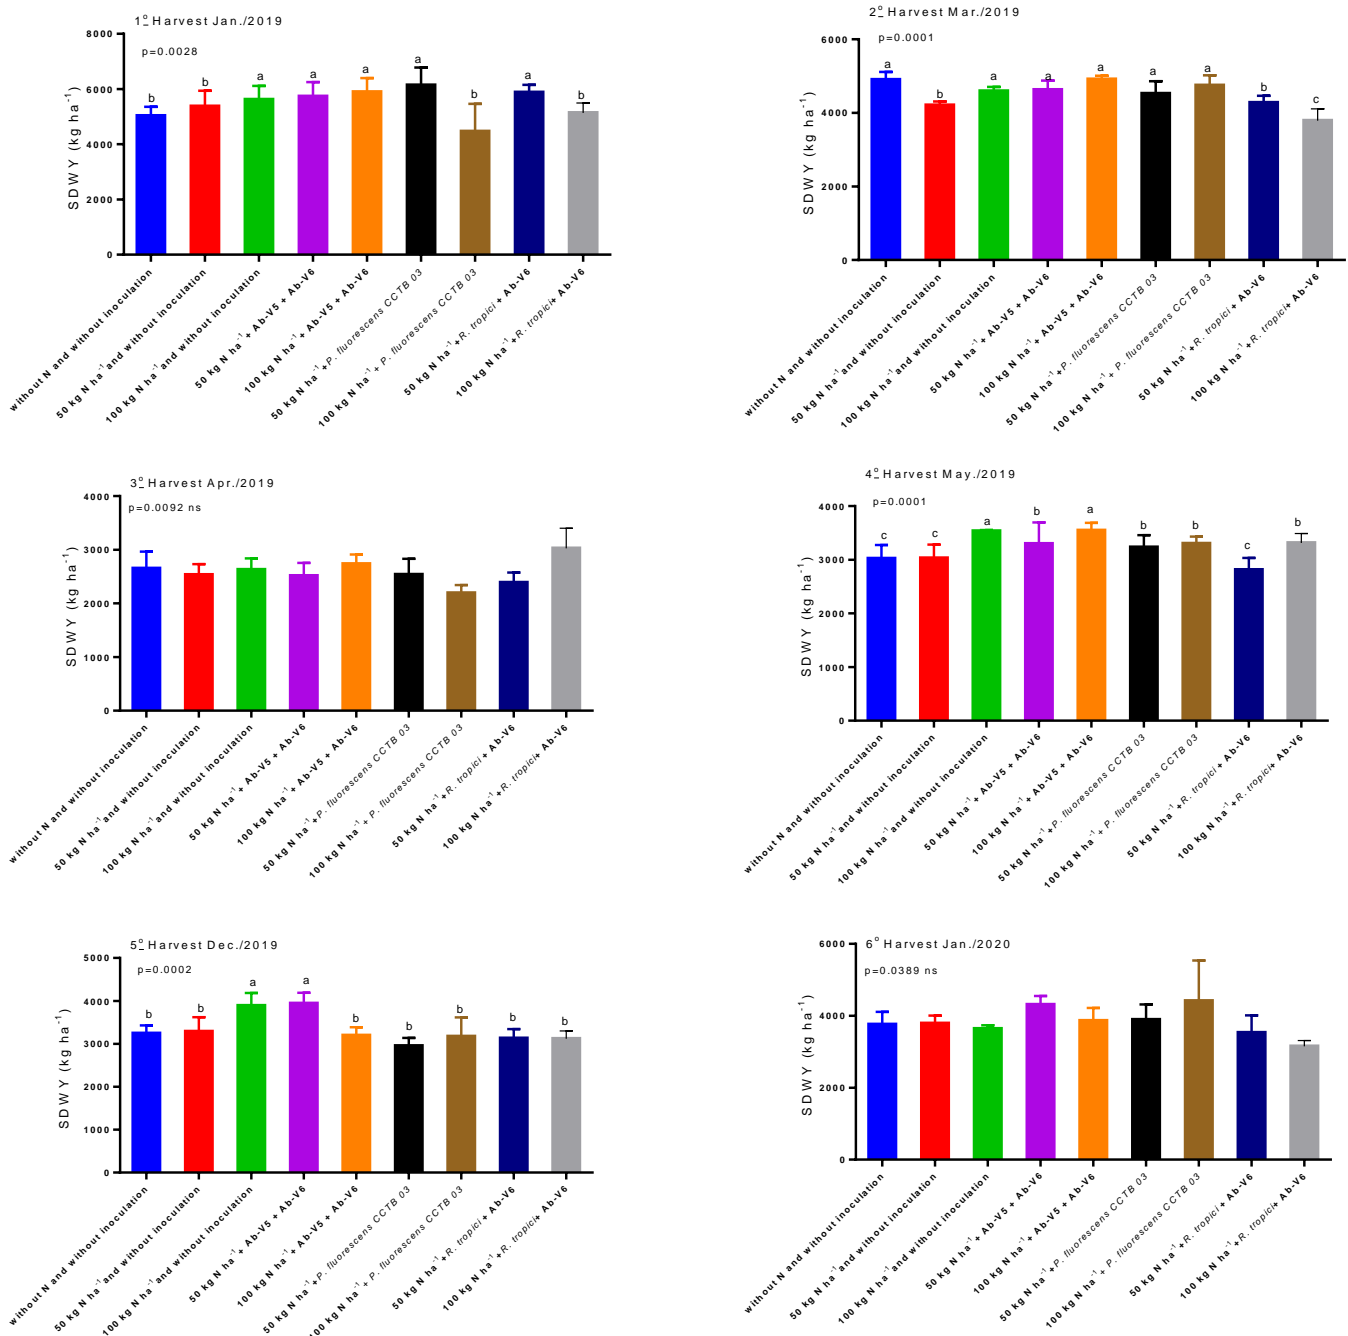 1º Harvest Jan./2019
p=0.0028
SDWY (kg ha⁻¹)
8000
6000
4000
2000
0
b
b
a
a
a
a
b
a
b
without N and without inoculation
50 kg N ha⁻¹ and without inoculation
100 kg N ha⁻¹ and without inoculation
50 kg N ha⁻¹ + Ab-V5 + Ab-V6
100 kg N ha⁻¹ + Ab-V5 + Ab-V6
50 kg N ha⁻¹ +P. fluorescens CCTB 03
100 kg N ha⁻¹ + P. fluorescens CCTB 03
50 kg N ha⁻¹ +R. tropici + Ab-V6
100 kg N ha⁻¹ +R. tropici+ Ab-V6
2º Harvest Mar./2019
p=0.0001
SDWY (kg ha⁻¹)
6000
4000
2000
0
a
b
a
a
a
a
a
b
c
without N and without inoculation
50 kg N ha⁻¹ and without inoculation
100 kg N ha⁻¹ and without inoculation
50 kg N ha⁻¹ + Ab-V5 + Ab-V6
100 kg N ha⁻¹ + Ab-V5 + Ab-V6
50 kg N ha⁻¹ +P. fluorescens CCTB 03
100 kg N ha⁻¹ + P. fluorescens CCTB 03
50 kg N ha⁻¹ +R. tropici + Ab-V6
100 kg N ha⁻¹ +R. tropici+ Ab-V6
3º Harvest Apr./2019
p=0.0092 ns
SDWY (kg ha⁻¹)
4000
3000
2000
1000
0
without N and without inoculation
50 kg N ha⁻¹ and without inoculation
100 kg N ha⁻¹ and without inoculation
50 kg N ha⁻¹ + Ab-V5 + Ab-V6
100 kg N ha⁻¹ + Ab-V5 + Ab-V6
50 kg N ha⁻¹ +P. fluorescens CCTB 03
100 kg N ha⁻¹ + P. fluorescens CCTB 03
50 kg N ha⁻¹ +R. tropici + Ab-V6
100 kg N ha⁻¹ +R. tropici+ Ab-V6
4º Harvest May./2019
p=0.0001
SDWY (kg ha⁻¹)
4000
3000
2000
1000
0
c
c
a
b
a
b
b
c
b
without N and without inoculation
50 kg N ha⁻¹ and without inoculation
100 kg N ha⁻¹ and without inoculation
50 kg N ha⁻¹ + Ab-V5 + Ab-V6
100 kg N ha⁻¹ + Ab-V5 + Ab-V6
50 kg N ha⁻¹ +P. fluorescens CCTB 03
100 kg N ha⁻¹ + P. fluorescens CCTB 03
50 kg N ha⁻¹ +R. tropici + Ab-V6
100 kg N ha⁻¹ +R. tropici+ Ab-V6
5º Harvest Dec./2019
p=0.0002
SDWY (kg ha⁻¹)
5000
4000
3000
2000
1000
0
b
b
a
a
b
b
b
b
b
without N and without inoculation
50 kg N ha⁻¹ and without inoculation
100 kg N ha⁻¹ and without inoculation
50 kg N ha⁻¹ + Ab-V5 + Ab-V6
100 kg N ha⁻¹ + Ab-V5 + Ab-V6
50 kg N ha⁻¹ +P. fluorescens CCTB 03
100 kg N ha⁻¹ + P. fluorescens CCTB 03
50 kg N ha⁻¹ +R. tropici + Ab-V6
100 kg N ha⁻¹ +R. tropici+ Ab-V6
6º Harvest Jan./2020
p=0.0389 ns
SDWY (kg ha⁻¹)
6000
4000
2000
0
without N and without inoculation
50 kg N ha⁻¹ and without inoculation
100 kg N ha⁻¹ and without inoculation
50 kg N ha⁻¹ + Ab-V5 + Ab-V6
100 kg N ha⁻¹ + Ab-V5 + Ab-V6
50 kg N ha⁻¹ +P. fluorescens CCTB 03
100 kg N ha⁻¹ + P. fluorescens CCTB 03
50 kg N ha⁻¹ +R. tropici + Ab-V6
100 kg N ha⁻¹ +R. tropici+ Ab-V6